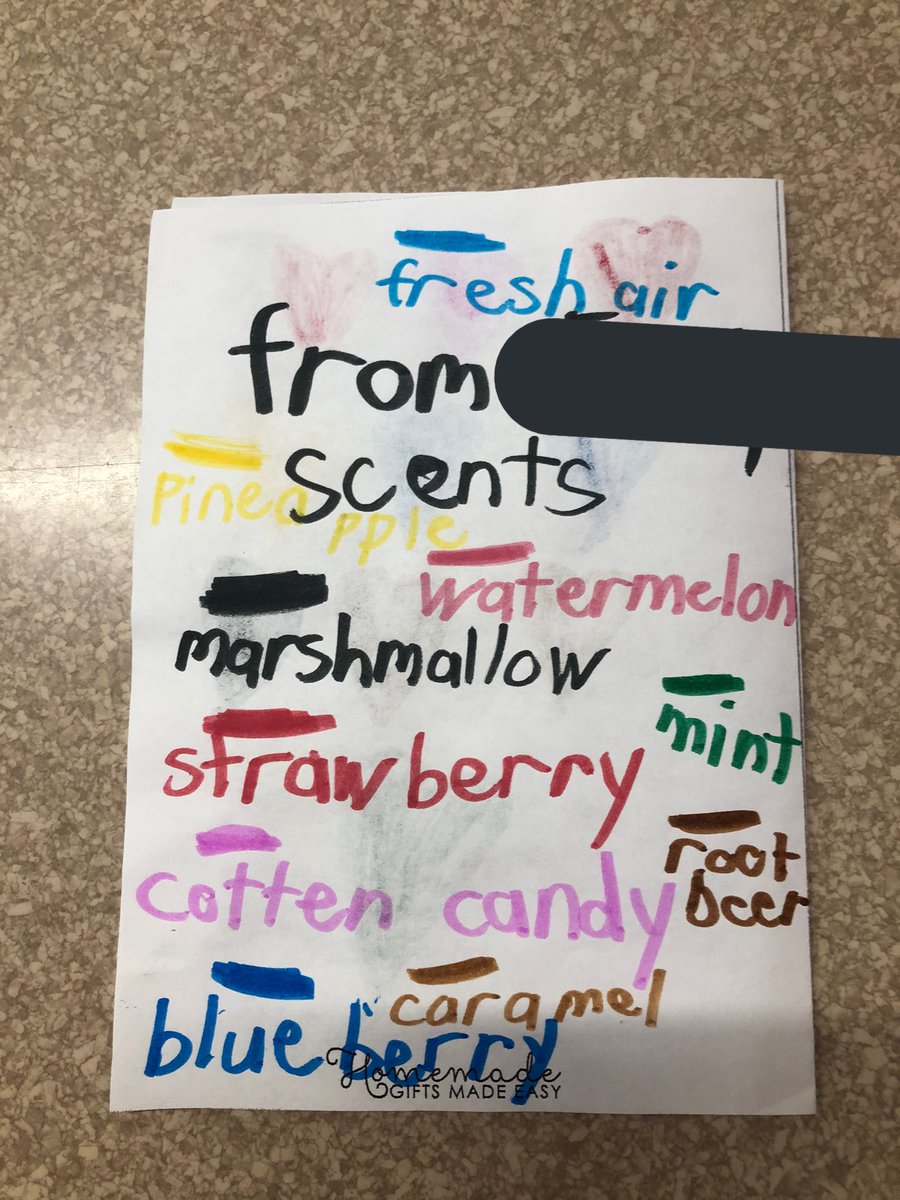 fresh air
from
scents
pineapple
watermelon
marshmallow
mint
strawberry
root
beer
cotten candy
caramel
blueberry
Homemade
GIFTS MADE EASY